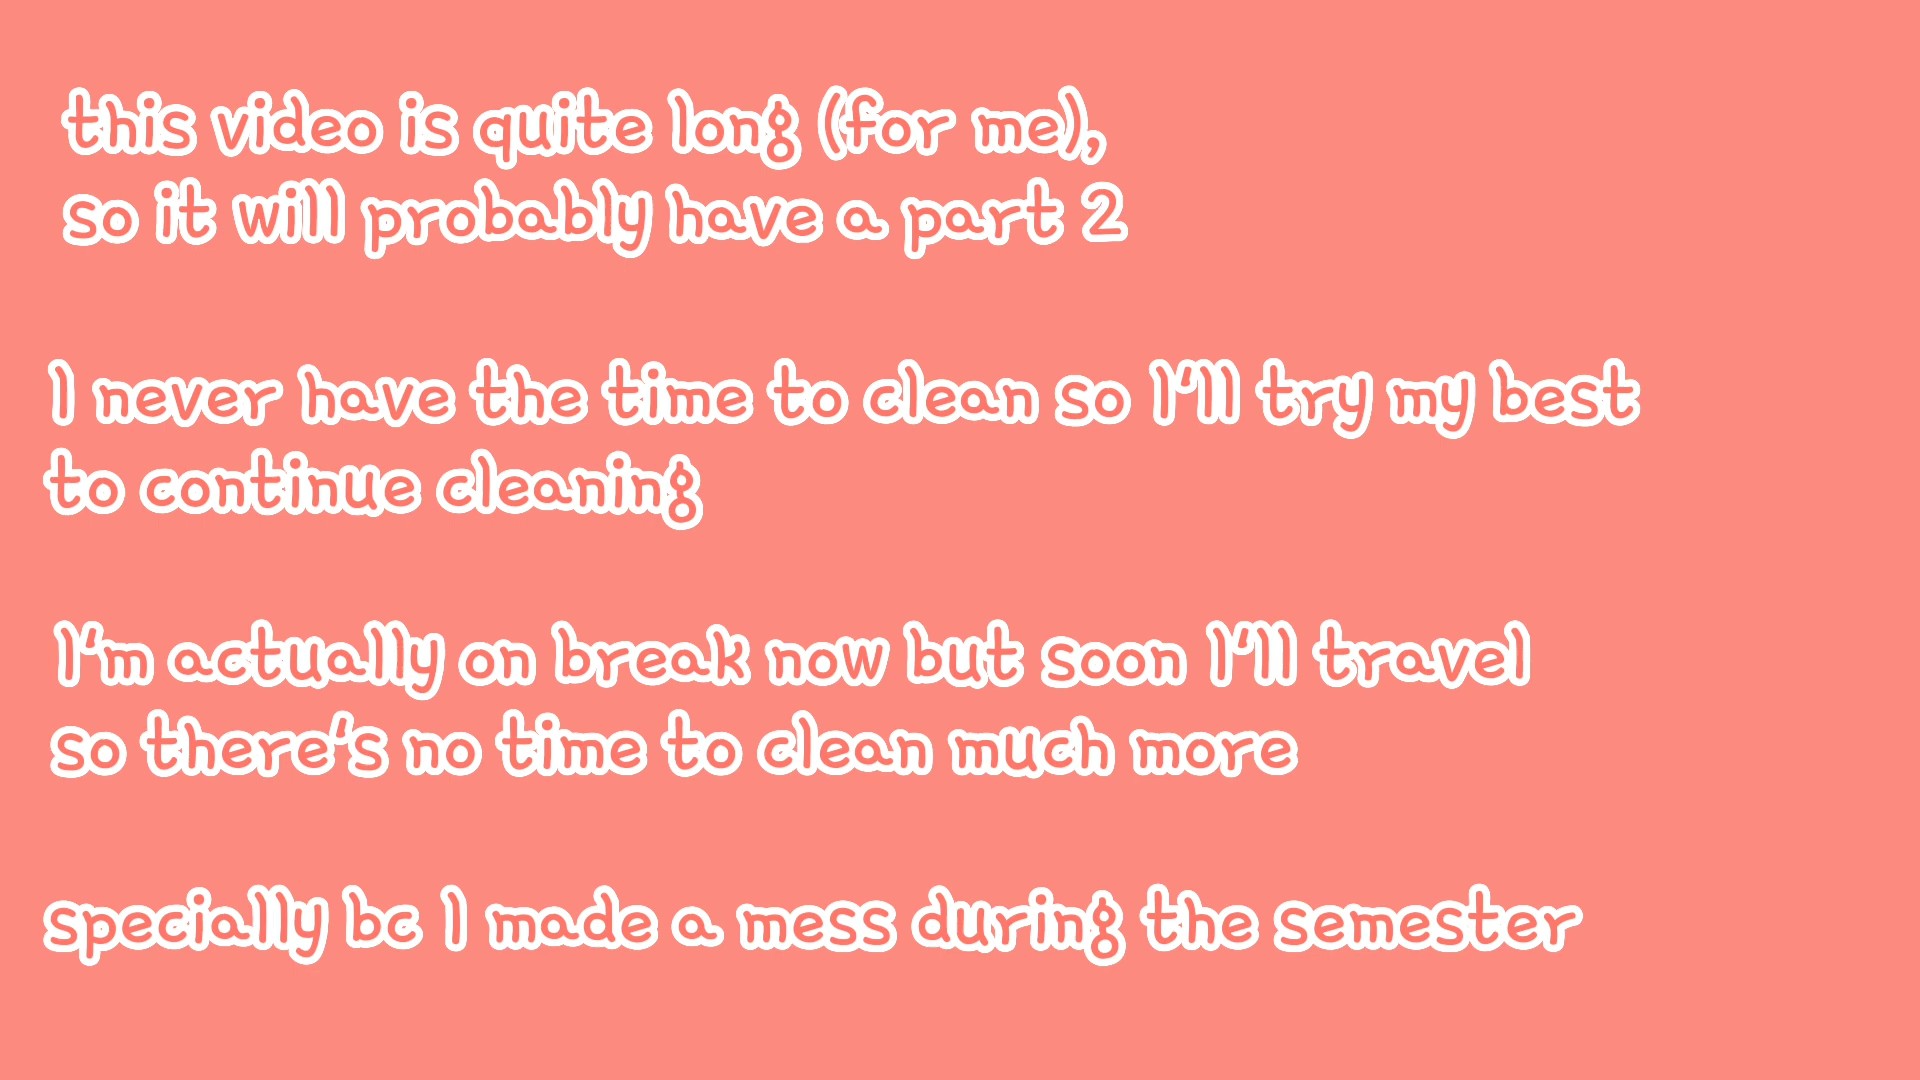 this video is quite long (for me),
so it will probably have a part 2
I never have the time to clean so I'll try my best
to continue cleaning
I'm actually on break now but soon I'll travel
so there's no time to clean much more
specially bc I made a mess during the semester